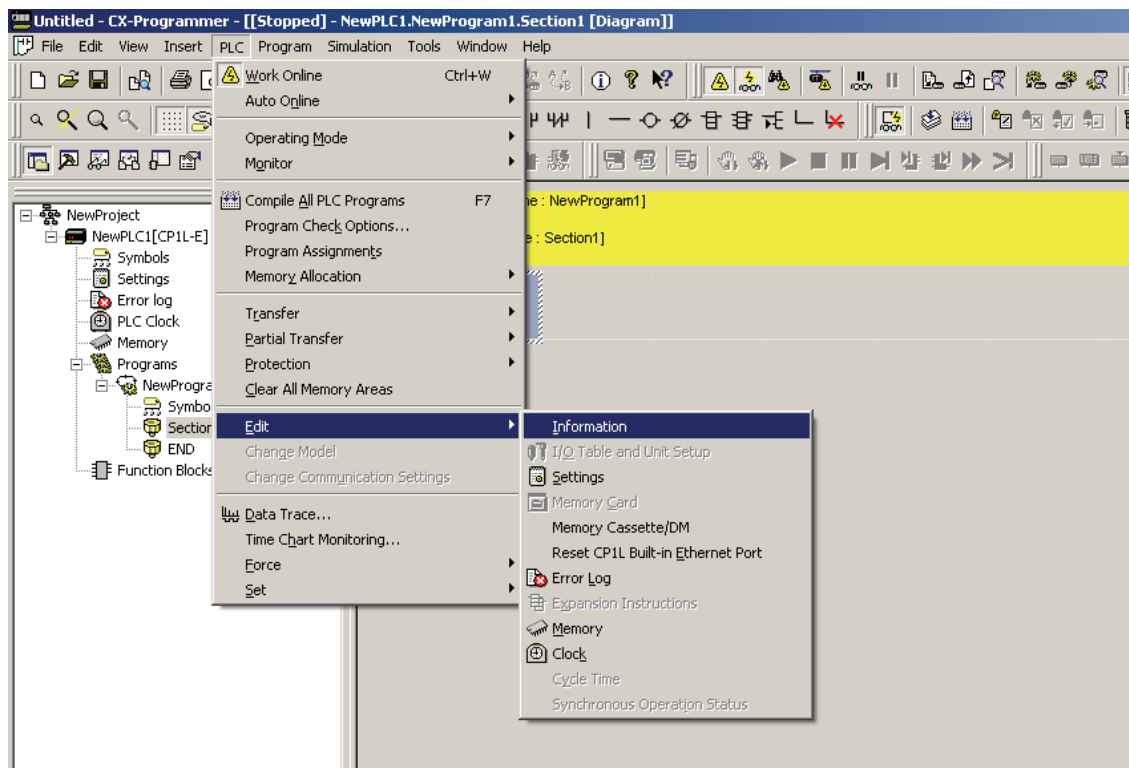 Untitled - CX-Programmer - [[Stopped] - NewPLC1.NewProgram1.Section1 [Diagram]]
File Edit View Insert PLC Program Simulation Tools Window Help
Work Online Ctrl+W
Auto Online
Operating Mode
Monitor
Compile All PLC Programs F7
Program Check Options...
Program Assignments
Memory Allocation
Transfer
Partial Transfer
Protection
Clear All Memory Areas
Edit
Change Model
Change Communication Settings
Data Trace...
Time Chart Monitoring...
Force
Set
Information
I/O Table and Unit Setup
Settings
Memory Card
Memory Cassette/DM
Reset CP1L Built-in Ethernet Port
Error Log
Expansion Instructions
Memory
Clock
Cycle Time
Synchronous Operation Status
NewProject
NewPLC1[CP1L-E]
Symbols
Settings
Error log
PLC Clock
Memory
Programs
NewProgra
Symbo
Section
END
Function Blocks
e : NewProgram1]
e : Section1]